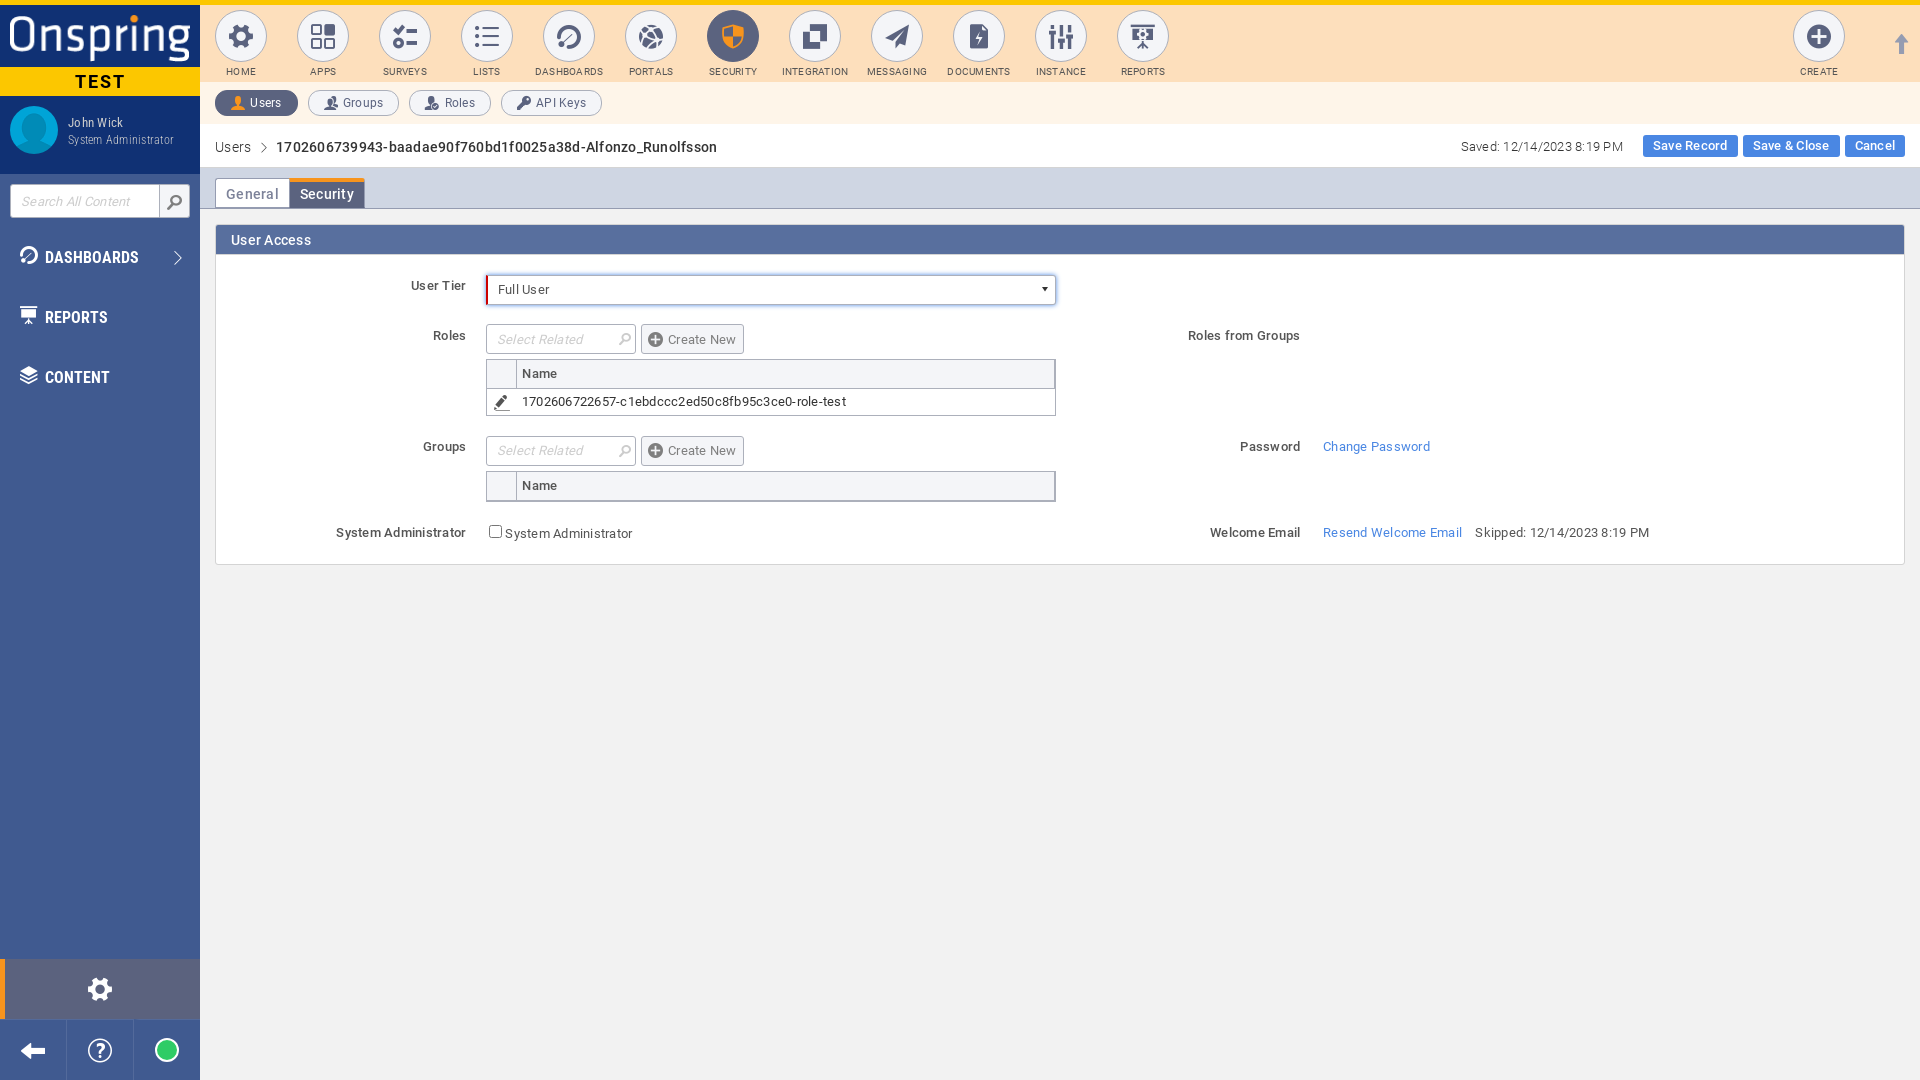 Onspring
TEST
John Wick
System Administrator
Search All Content
DASHBOARDS
REPORTS
CONTENT
HOME
APPS
SURVEYS
LISTS
DASHBOARDS
PORTALS
SECURITY
INTEGRATION
MESSAGING
DOCUMENTS
INSTANCE
REPORTS
CREATE
Users
Groups
Roles
API Keys
Users
1702606739943-baadae90f760bd1f0025a38d-Alfonzo_Runolfsson
Saved: 12/14/2023 8:19 PM
Save Record
Save & Close
Cancel
General
Security
User Access
User Tier
Full User
Roles
Select Related
Create New
Roles from Groups
Name
1702606722657-c1ebdccc2ed50c8fb95c3ce0-role-test
Groups
Select Related
Create New
Password
Change Password
Name
System Administrator
System Administrator
Welcome Email
Resend Welcome Email
Skipped: 12/14/2023 8:19 PM